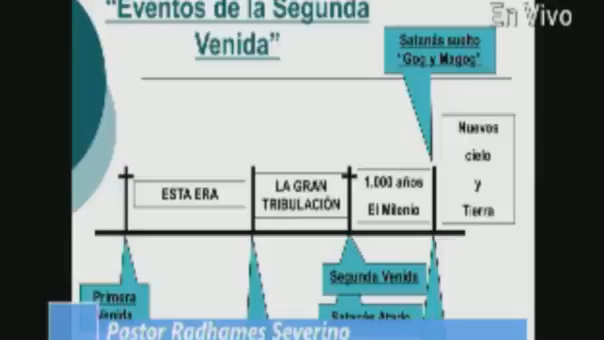 “Eventos de la Segunda
Venida”
En Vivo
Satanás suelto
"Gog y Magog"
Nuevos
cielo
y
Tierra
ESTA ERA
LA GRAN
TRIBULACIÓN
1.000 años
El Milenio
Segunda Venida
Primera
Venida
Satanás Atado
Pastor Radhames Severino